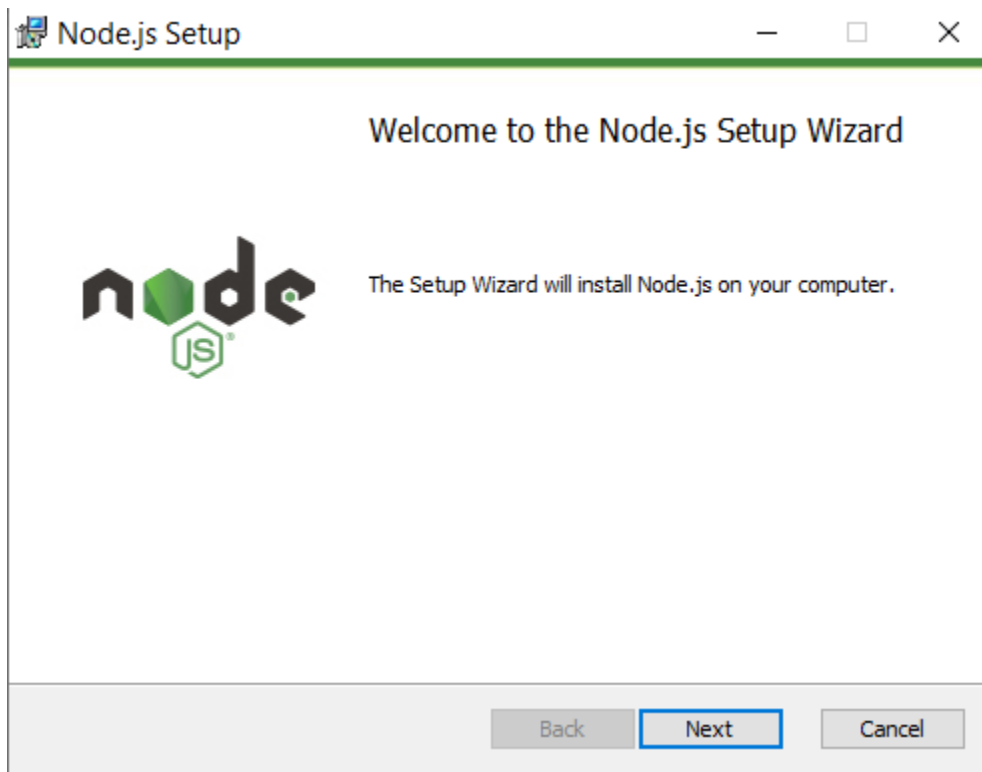 Node.js Setup
Welcome to the Node.js Setup Wizard
node
JS®
The Setup Wizard will install Node.js on your computer.
Back Next Cancel